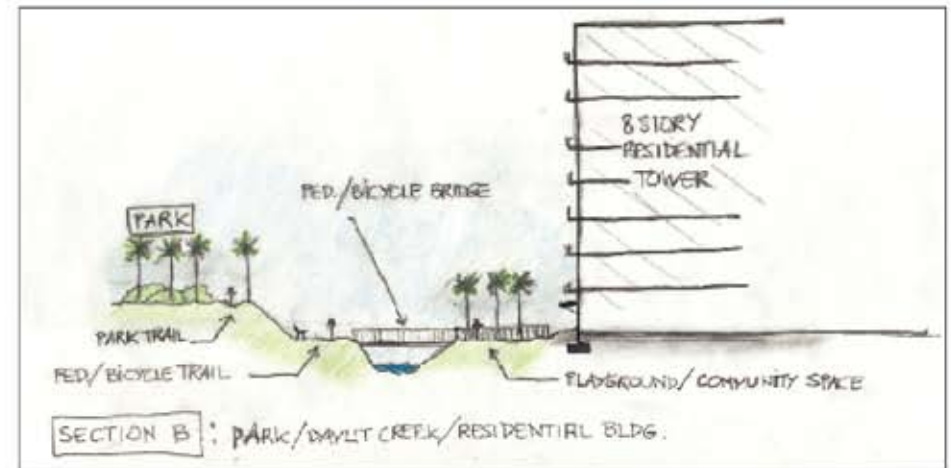 8 STORY
RESIDENTIAL
TOWER
PED./BICYCLE BRIDGE
PARK
PARK TRAIL
PED/BICYCLE TRAIL
PLAYGROUND/COMMUNITY SPACE
SECTION B : PARK/DAYLIT CREEK/RESIDENTIAL BLDG.